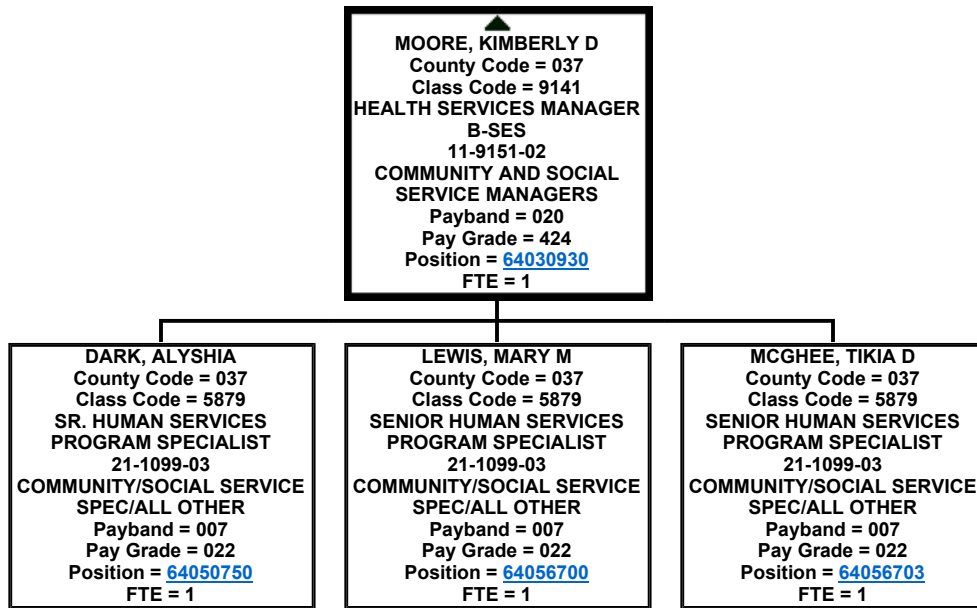 MOORE, KIMBERLY D
County Code = 037
Class Code = 9141
HEALTH SERVICES MANAGER
B-SES
11-9151-02
COMMUNITY AND SOCIAL
SERVICE MANAGERS
Payband = 020
Pay Grade = 424
Position = 64030930
FTE = 1
DARK, ALYSHIA
County Code = 037
Class Code = 5879
SR. HUMAN SERVICES
PROGRAM SPECIALIST
21-1099-03
COMMUNITY/SOCIAL SERVICE
SPEC/ALL OTHER
Payband = 007
Pay Grade = 022
Position = 64050750
FTE = 1
LEWIS, MARY M
County Code = 037
Class Code = 5879
SENIOR HUMAN SERVICES
PROGRAM SPECIALIST
21-1099-03
COMMUNITY/SOCIAL SERVICE
SPEC/ALL OTHER
Payband = 007
Pay Grade = 022
Position = 64056700
FTE = 1
MCGHEE, TIKIA D
County Code = 037
Class Code = 5879
SENIOR HUMAN SERVICES
PROGRAM SPECIALIST
21-1099-03
COMMUNITY/SOCIAL SERVICE
SPEC/ALL OTHER
Payband = 007
Pay Grade = 022
Position = 64056703
FTE = 1